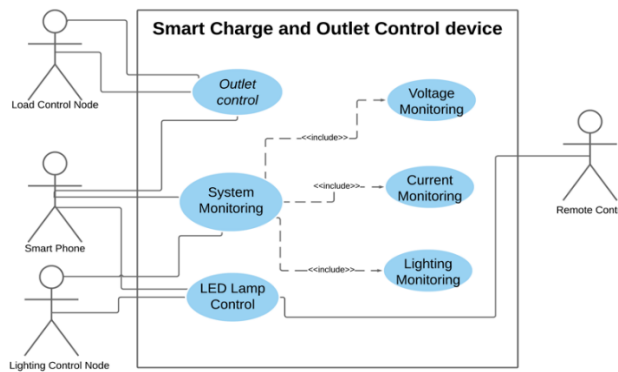 Smart Charge and Outlet Control device
Outlet
control
Voltage
Monitoring
Load Control Node
<<include>>
System
Monitoring
<<include>>
Current
Monitoring
Remote Cont
Smart Phone
<<include>>
Lighting
Monitoring
LED Lamp
Control
Lighting Control Node